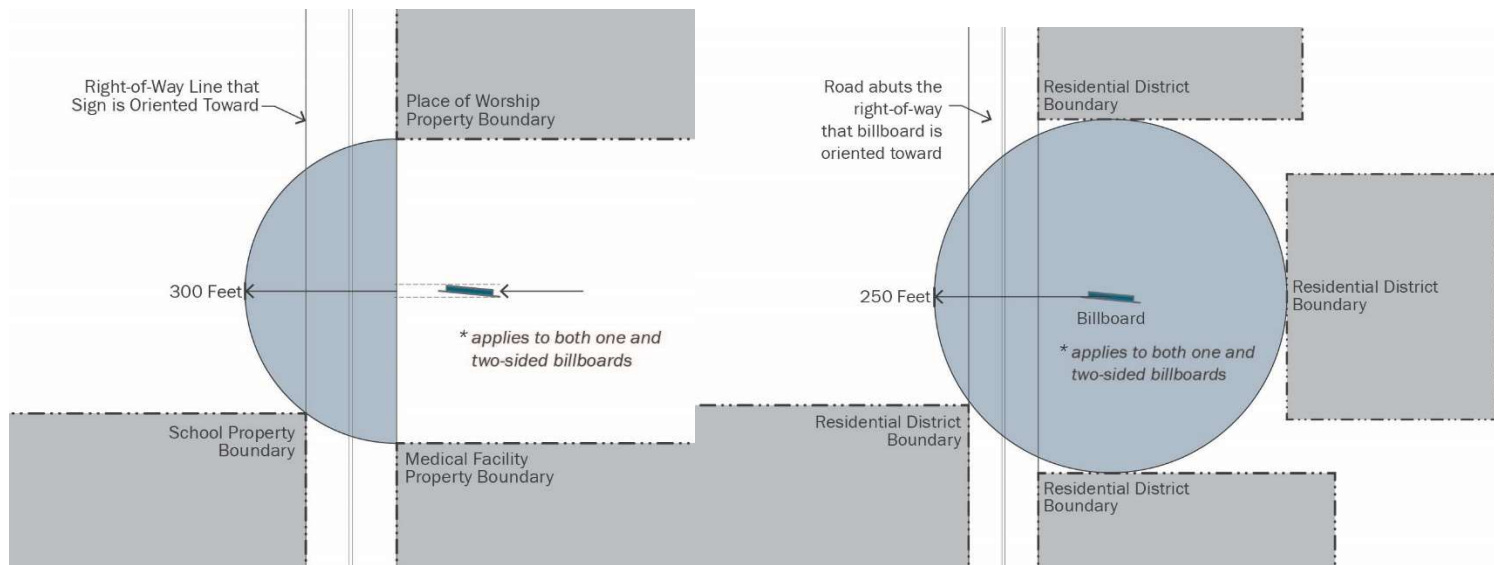 Right-of-Way Line that
Sign is Oriented Toward
Place of Worship
Property Boundary
300 Feet
* applies to both one and
two-sided billboards
School Property
Boundary
Medical Facility
Property Boundary
Road abuts the
right-of-way
that billboard is
oriented toward
Residential District
Boundary
250 Feet
Billboard
* applies to both one and
two-sided billboards
Residential District
Boundary
Residential District
Boundary
Residential District
Boundary